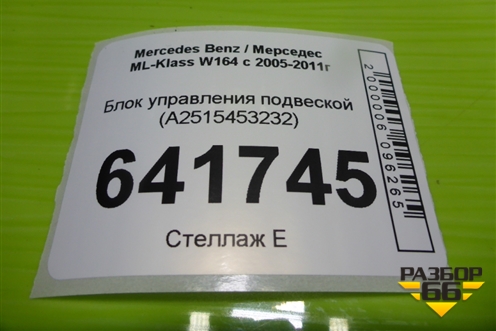 Mercedes Benz / Мерседес
ML-Klass W164 с 2005-2011г
Блок управления подвеской
(A2515453232)
641745
Стеллаж Е
2000006096265
РАЗБОР
66